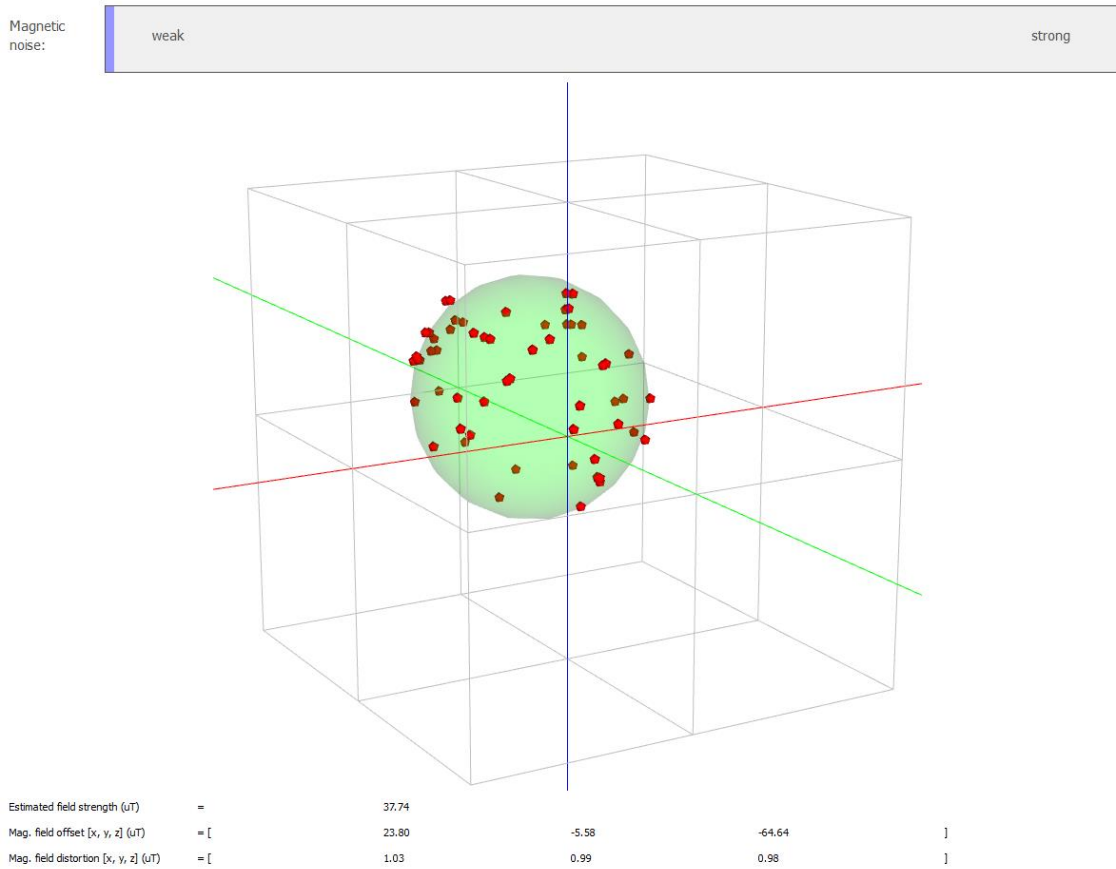 Magnetic
noise:
weak strong
Estimated field strength (uT) = 37.74
Mag. field offset [x, y, z] (uT) = [ 23.80 -5.58 -64.64 ]
Mag. field distortion [x, y, z] (uT) = [ 1.03 0.99 0.98 ]